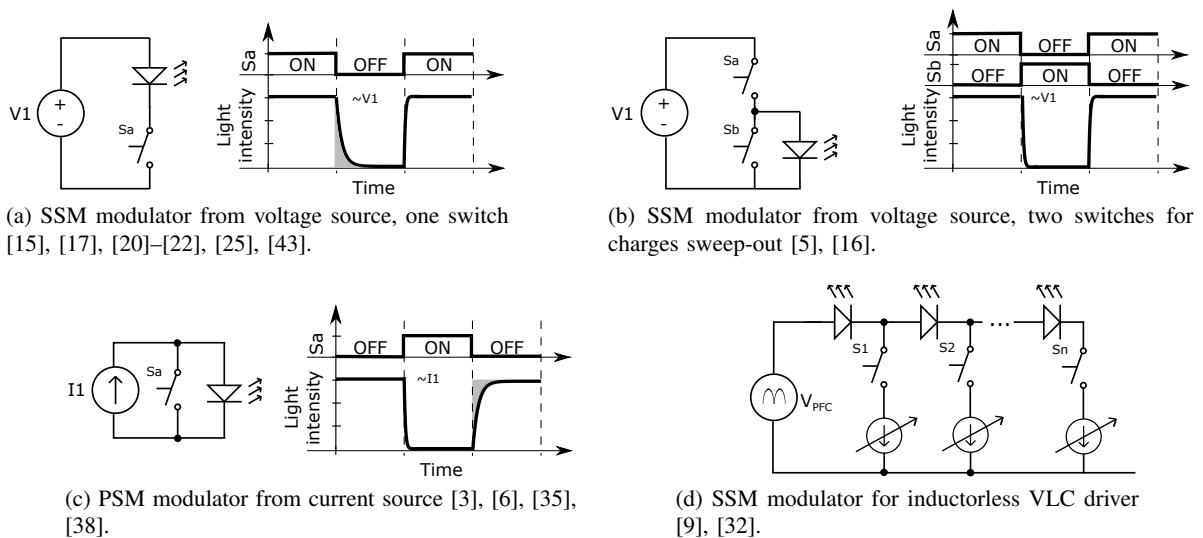 V1
+
-
Sa
Sa
ON
OFF
ON
~V1
Light
intensity
Time
(a) SSM modulator from voltage source, one switch
[15], [17], [20]–[22], [25], [43].
V1
+
-
Sa
Sb
Sa
ON
OFF
ON
Sb
OFF
ON
OFF
~V1
Light
intensity
Time
(b) SSM modulator from voltage source, two switches for
charges sweep-out [5], [16].
I1
Sa
Sa
OFF
ON
OFF
~I1
Light
intensity
Time
(c) PSM modulator from current source [3], [6], [35],
[38].
...
S1
S2
Sn
VPFC
(d) SSM modulator for inductorless VLC driver
[9], [32].